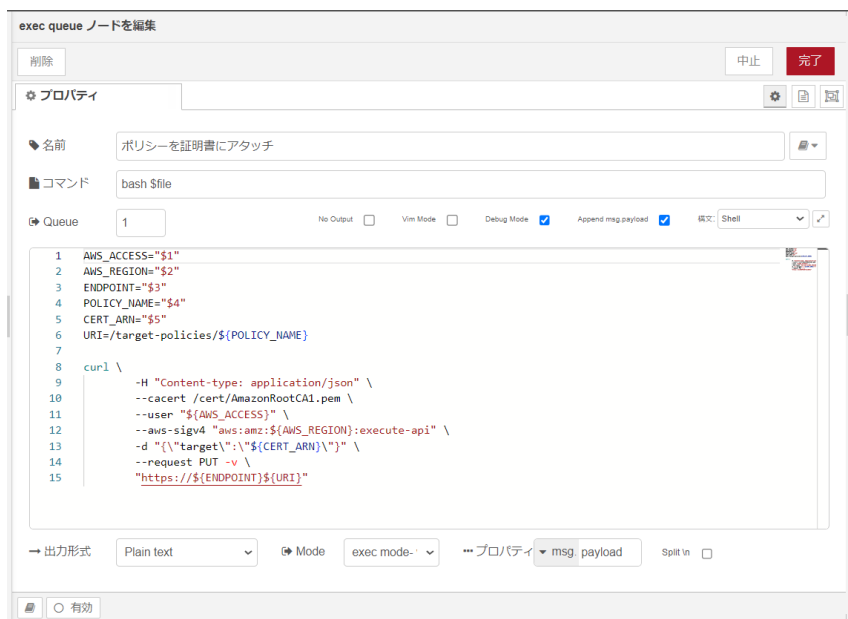 exec queue ノードを編集
削除
中止
完了
プロパティ
名前
ポリシーを証明書にアタッチ
コマンド
bash $file
Queue
1
No Output
Vim Mode
Debug Mode
Append msg.payload
構文:
Shell
1 AWS_ACCESS="$1"
2 AWS_REGION="$2"
3 ENDPOINT="$3"
4 POLICY_NAME="$4"
5 CERT_ARN="$5"
6 URI=/target-policies/${POLICY_NAME}
7
8 curl \
9 -H "Content-type: application/json" \
10 --cacert /cert/AmazonRootCA1.pem \
11 --user "${AWS_ACCESS}" \
12 --aws-sigv4 "aws:amz:${AWS_REGION}:execute-api" \
13 -d "{\"target\":\"${CERT_ARN}\"}" \
14 --request PUT -v \
15 "https://${ENDPOINT}${URI}"
出力形式
Plain text
Mode
exec mode-
プロパティ
msg. payload
Split \n
有効